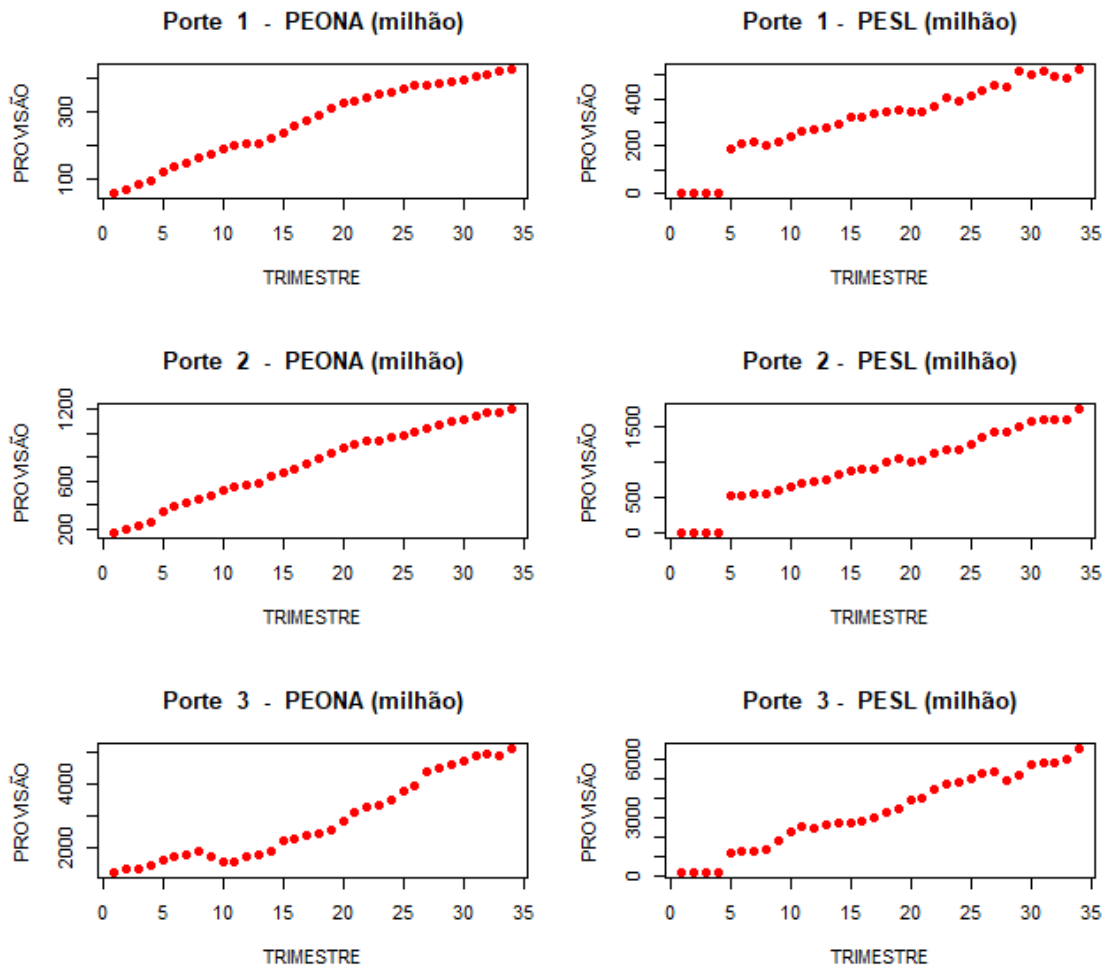 Porte 1 - PEONA (milhão)
PROVISÃO
100 300
0 5 10 15 20 25 30 35
TRIMESTRE
Porte 1 - PESL (milhão)
PROVISÃO
0 200 400
0 5 10 15 20 25 30 35
TRIMESTRE
Porte 2 - PEONA (milhão)
PROVISÃO
200 600 1200
0 5 10 15 20 25 30 35
TRIMESTRE
Porte 2 - PESL (milhão)
PROVISÃO
0 500 1500
0 5 10 15 20 25 30 35
TRIMESTRE
Porte 3 - PEONA (milhão)
PROVISÃO
2000 4000
0 5 10 15 20 25 30 35
TRIMESTRE
Porte 3 - PESL (milhão)
PROVISÃO
0 3000 6000
0 5 10 15 20 25 30 35
TRIMESTRE